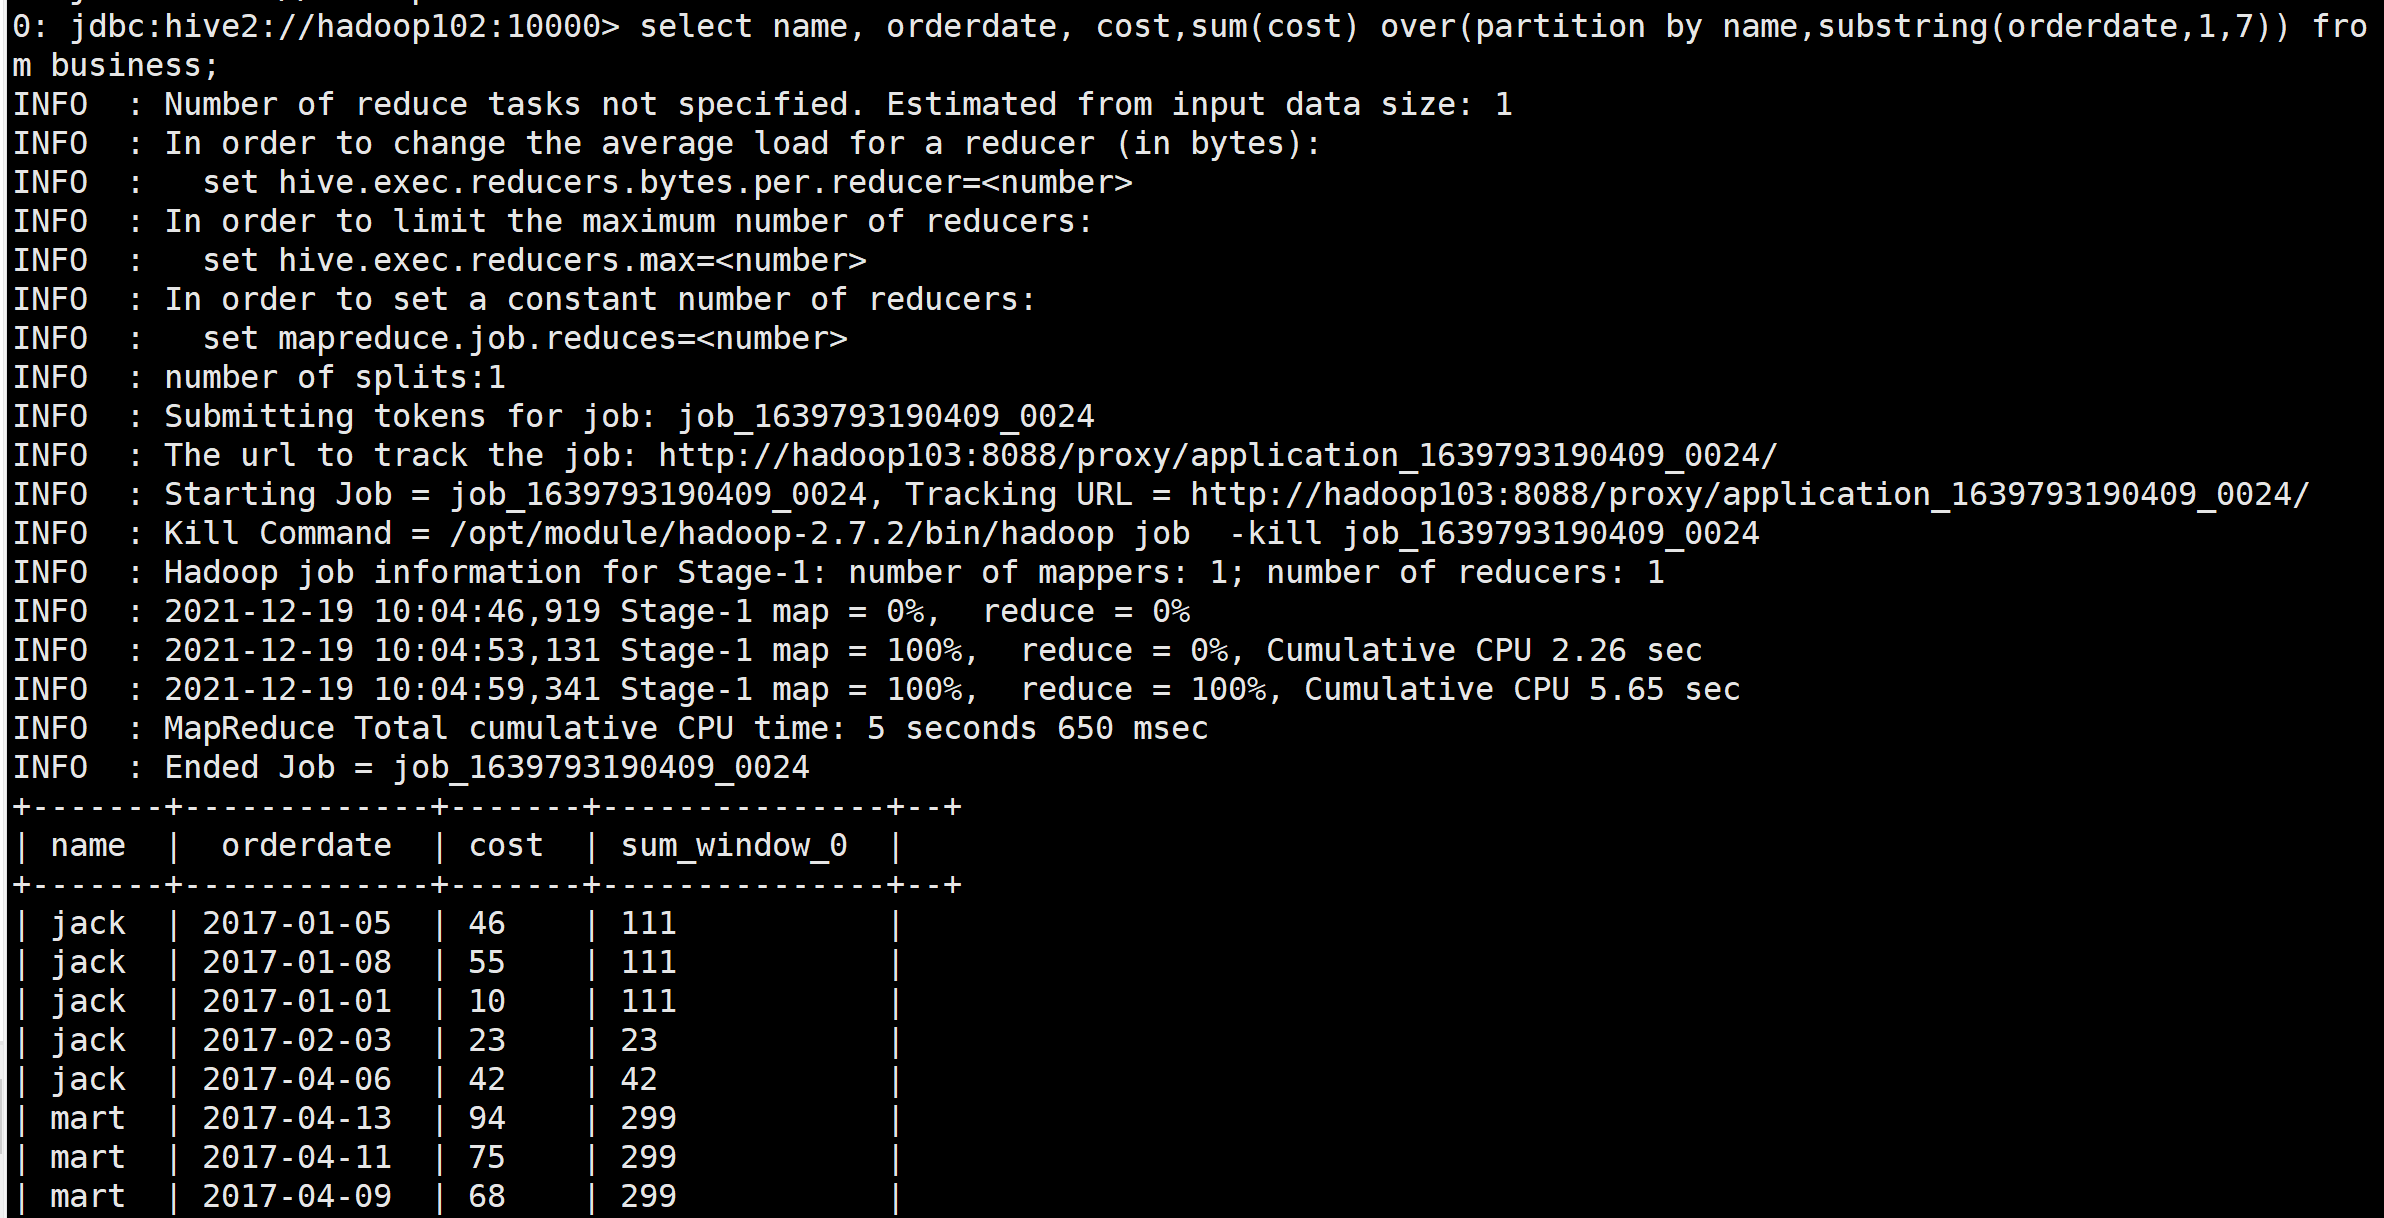 0: jdbc:hive2://hadoop102:10000> select name, orderdate, cost,sum(cost) over(partition by name,substring(orderdate,1,7)) fro
m business;
INFO  : Number of reduce tasks not specified. Estimated from input data size: 1
INFO  : In order to change the average load for a reducer (in bytes):
INFO  :   set hive.exec.reducers.bytes.per.reducer=<number>
INFO  : In order to limit the maximum number of reducers:
INFO  :   set hive.exec.reducers.max=<number>
INFO  : In order to set a constant number of reducers:
INFO  :   set mapreduce.job.reduces=<number>
INFO  : number of splits:1
INFO  : Submitting tokens for job: job_1639793190409_0024
INFO  : The url to track the job: http://hadoop103:8088/proxy/application_1639793190409_0024/
INFO  : Starting Job = job_1639793190409_0024, Tracking URL = http://hadoop103:8088/proxy/application_1639793190409_0024/
INFO  : Kill Command = /opt/module/hadoop-2.7.2/bin/hadoop job  -kill job_1639793190409_0024
INFO  : Hadoop job information for Stage-1: number of mappers: 1; number of reducers: 1
INFO  : 2021-12-19 10:04:46,919 Stage-1 map = 0%,  reduce = 0%
INFO  : 2021-12-19 10:04:53,131 Stage-1 map = 100%,  reduce = 0%, Cumulative CPU 2.26 sec
INFO  : 2021-12-19 10:04:59,341 Stage-1 map = 100%,  reduce = 100%, Cumulative CPU 5.65 sec
INFO  : MapReduce Total cumulative CPU time: 5 seconds 650 msec
INFO  : Ended Job = job_1639793190409_0024
+-------+-------------+-------+---------------+--+
| name  |  orderdate  | cost  | sum_window_0  |
+-------+-------------+-------+---------------+--+
| jack  | 2017-01-05  | 46    | 111           |
| jack  | 2017-01-08  | 55    | 111           |
| jack  | 2017-01-01  | 10    | 111           |
| jack  | 2017-02-03  | 23    | 23            |
| jack  | 2017-04-06  | 42    | 42            |
| mart  | 2017-04-13  | 94    | 299           |
| mart  | 2017-04-11  | 75    | 299           |
| mart  | 2017-04-09  | 68    | 299           |